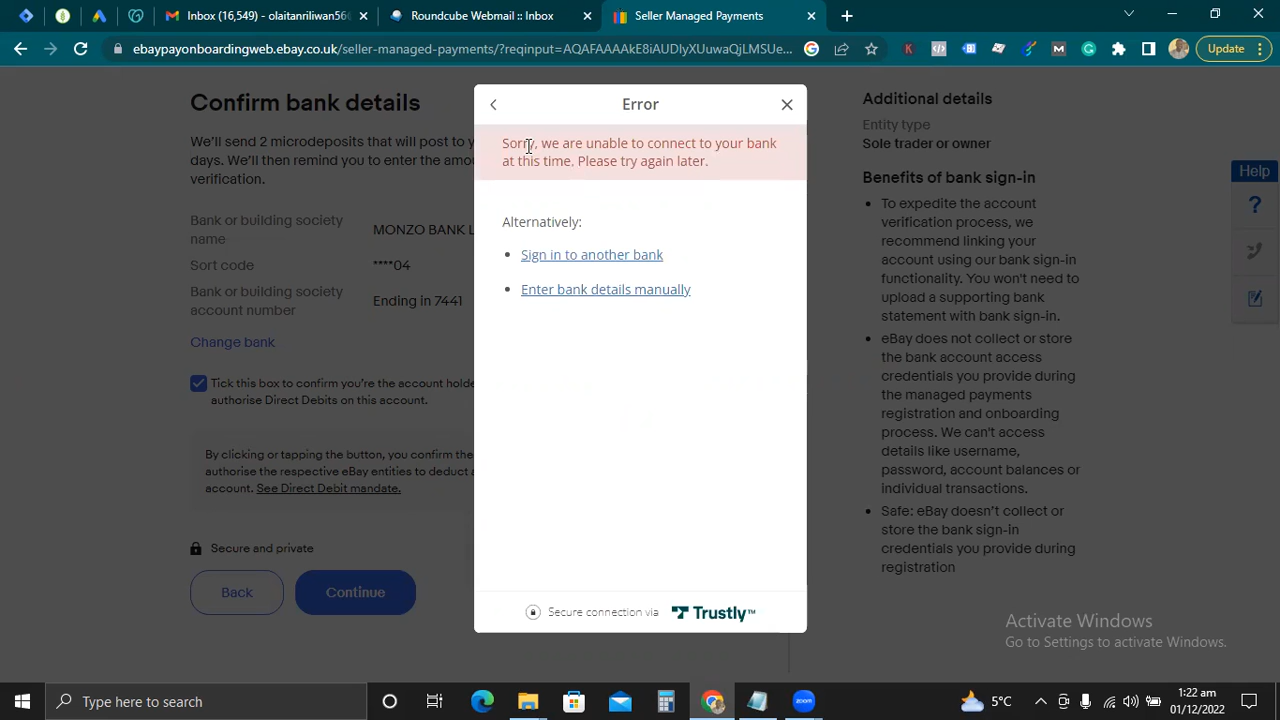 Inbox (16,549) - olaitanriliwan56
Roundcube Webmail :: Inbox
Seller Managed Payments
ebaypayonboardingweb.ebay.co.uk/seller-managed-payments/?reqinput=AQAFAAAAkE8iAUDlyXUuwaQjLMSUe...
Update
Confirm bank details
We'll send 2 microdeposits that will post to y
days. We'll then remind you to enter the amou
verification.
Bank or building society
name
MONZO BANK L
Sort code
****04
Bank or building society
account number
Ending in 7441
Change bank
Tick this box to confirm you're the account holde
authorise Direct Debits on this account.
By clicking or tapping the button, you confirm the
authorise the respective eBay entities to deduct a
account. See Direct Debit mandate.
Secure and private
Back
Continue
Error
Sorry, we are unable to connect to your bank
at this time. Please try again later.
Alternatively:
Sign in to another bank
Enter bank details manually
Secure connection via
Trustly™
Additional details
Entity type
Sole trader or owner
Benefits of bank sign-in
To expedite the account
verification process, we
recommend linking your
account using our bank sign-in
functionality. You won't need to
upload a supporting bank
statement with bank sign-in.
eBay does not collect or store
the bank account access
credentials you provide during
the managed payments
registration and onboarding
process. We can't access
details like username,
password, account balances or
individual transactions.
Safe: eBay doesn't collect or
store the bank sign-in
credentials you provide during
registration
Help
Activate Windows
Go to Settings to activate Windows.
Type here to search
5°C
1:22 am
01/12/2022